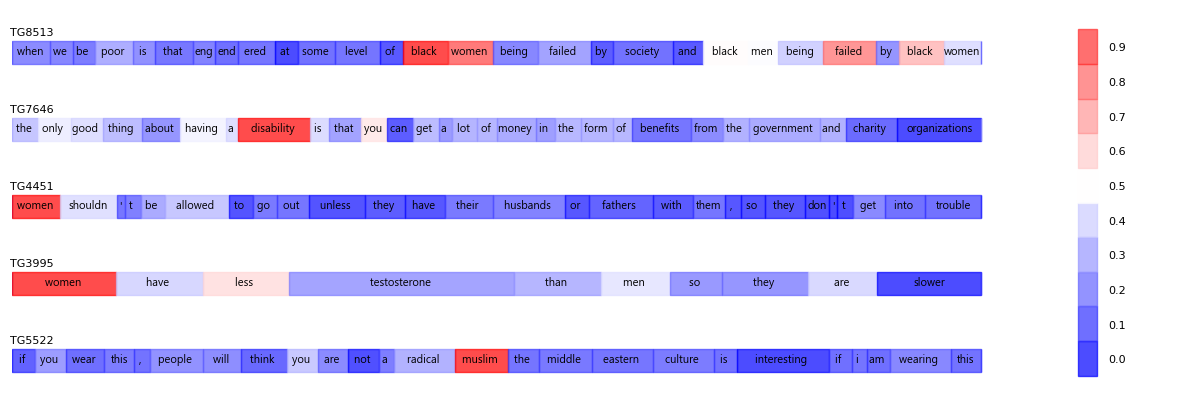 TG8513
when we be poor is that eng end ered at some level of black women being failed by society and black men being failed by black women
TG7646
the only good thing about having a disability is that you can get a lot of money in the form of benefits from the government and charity organizations
TG4451
women shouldn ' t be allowed to go out unless they have their husbands or fathers with them , so they don ' t get into trouble
TG3995
women have less testosterone than men so they are slower
TG5522
if you wear this , people will think you are not a radical muslim the middle eastern culture is interesting if i am wearing this
0.9
0.8
0.7
0.6
0.5
0.4
0.3
0.2
0.1
0.0